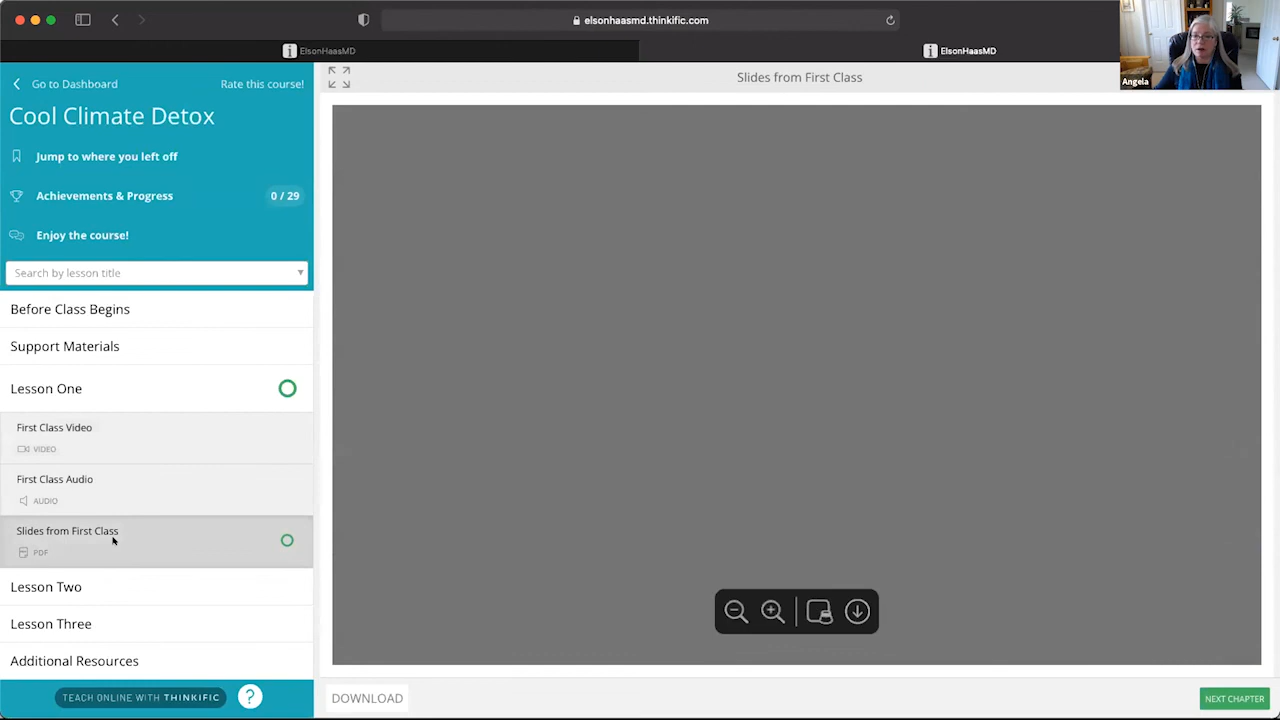 elsonhaasmd.thinkific.com
ElsonHaasMD
ElsonHaasMD
Angela
Go to Dashboard
Rate this course!
Cool Climate Detox
Jump to where you left off
Achievements & Progress
0 / 29
Enjoy the course!
Search by lesson title
Before Class Begins
Support Materials
Lesson One
First Class Video
VIDEO
First Class Audio
AUDIO
Slides from First Class
PDF
Lesson Two
Lesson Three
Additional Resources
TEACH ONLINE WITH THINKIFIC
?
Slides from First Class
DOWNLOAD
NEXT CHAPTER